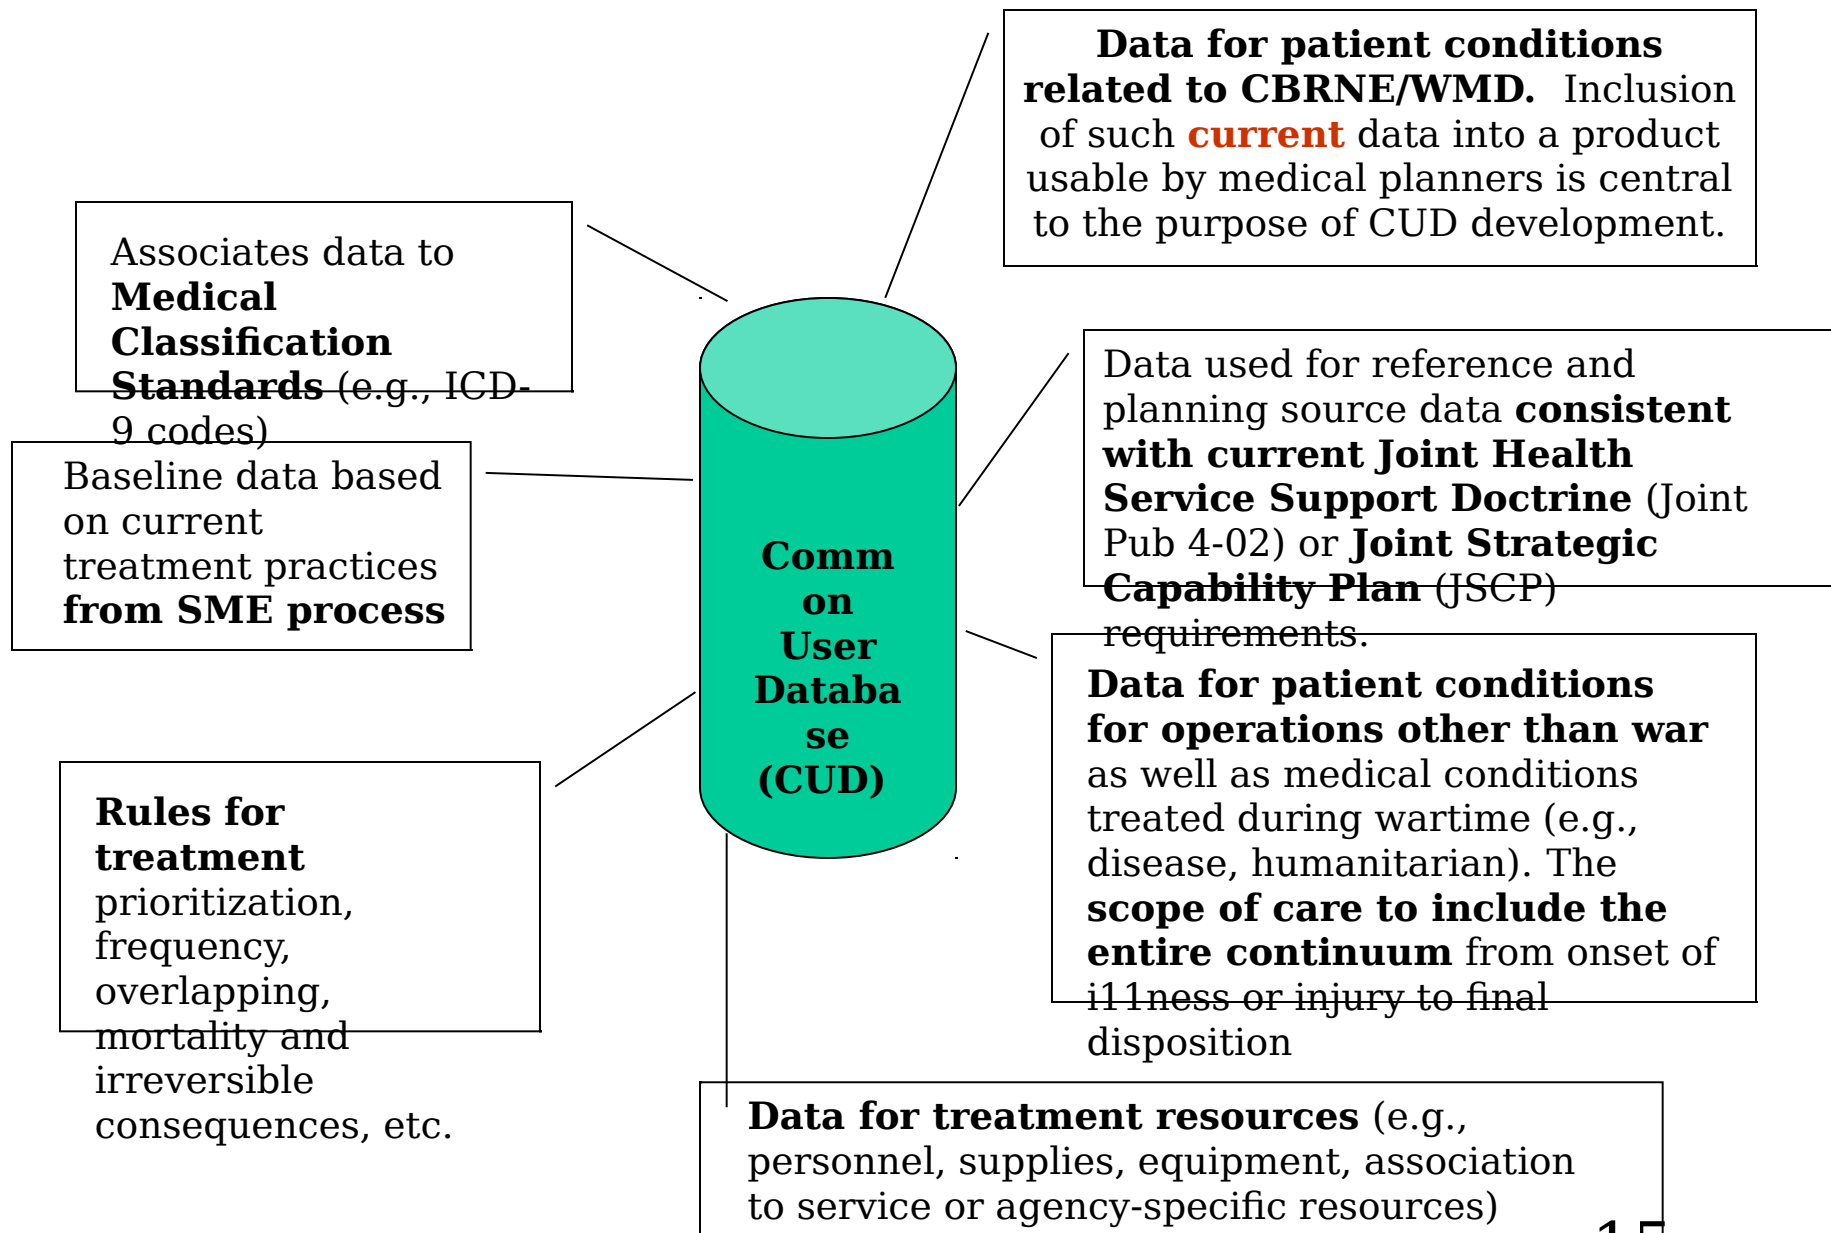 Data for patient conditions
related to CBRNE/WMD. Inclusion
of such current data into a product
usable by medical planners is central
to the purpose of CUD development.
Associates data to
Medical
Classification
Standards (e.g., ICD-
9 codes)
Data used for reference and
planning source data consistent
with current Joint Health
Service Support Doctrine (Joint
Pub 4-02) or Joint Strategic
Capability Plan (JSCP)
requirements.
Baseline data based
on current
treatment practices
from SME process
Comm
on
User
Databa
se
(CUD)
Data for patient conditions
for operations other than war
as well as medical conditions
treated during wartime (e.g.,
disease, humanitarian). The
scope of care to include the
entire continuum from onset of
i11ness or injury to final
disposition
Rules for
treatment
prioritization,
frequency,
overlapping,
mortality and
irreversible
consequences, etc.
Data for treatment resources (e.g.,
personnel, supplies, equipment, association
to service or agency-specific resources)